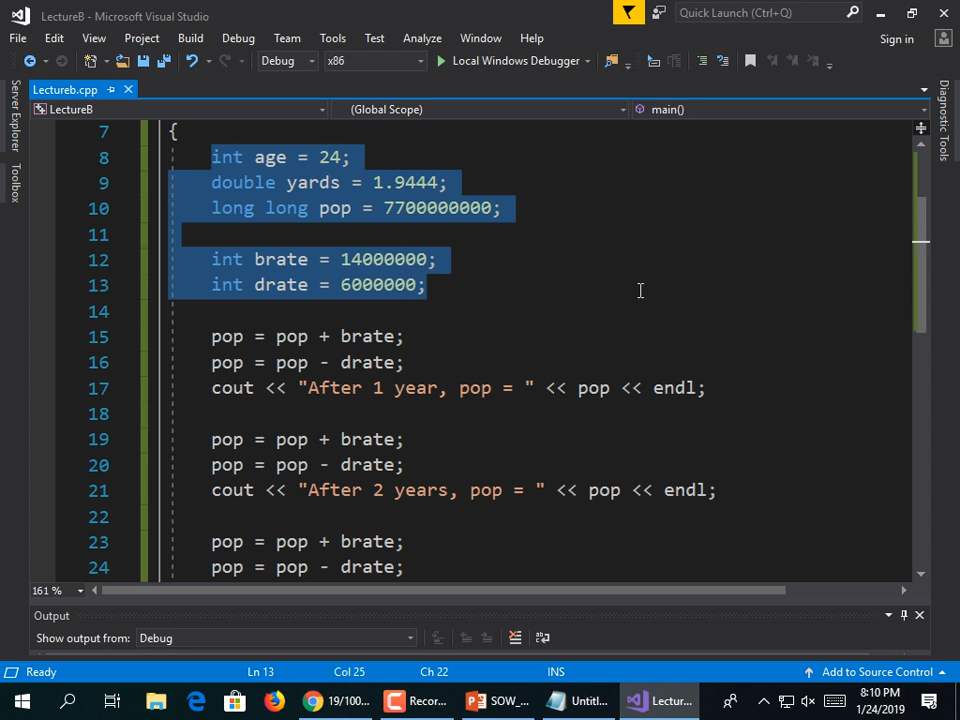 LectureB - Microsoft Visual Studio
Quick Launch (Ctrl+Q)
File Edit View Project Build Debug Team Tools Test Analyze Window Help
Sign in
Debug x86 Local Windows Debugger
Server Explorer
Toolbox
Diagnostic Tools
Lectureb.cpp
LectureB (Global Scope) main()
7 {
8 int age = 24;
9 double yards = 1.9444;
10 long long pop = 7700000000;
11
12 int brate = 14000000;
13 int drate = 6000000;
14
15 pop = pop + brate;
16 pop = pop - drate;
17 cout << "After 1 year, pop = " << pop << endl;
18
19 pop = pop + brate;
20 pop = pop - drate;
21 cout << "After 2 years, pop = " << pop << endl;
22
23 pop = pop + brate;
24 pop = pop - drate;
161 %
Output
Show output from: Debug
Ready Ln 13 Col 25 Ch 22 INS Add to Source Control
19/100... Recor... SOW_... Untitl... Lectur...
8:10 PM
1/24/2019